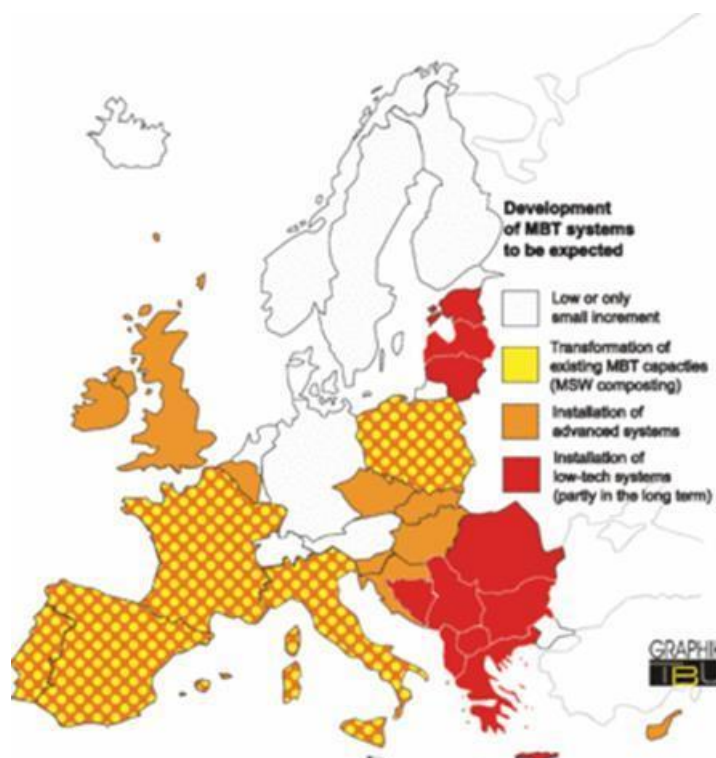 Development
of MBT systems
to be expected
Low or only
small increment
Transformation of
existing MBT capacties
(MSW composting)
Installation of
advanced systems
Installation of
low-tech systems
(partly in the long term)
GRAPHIK